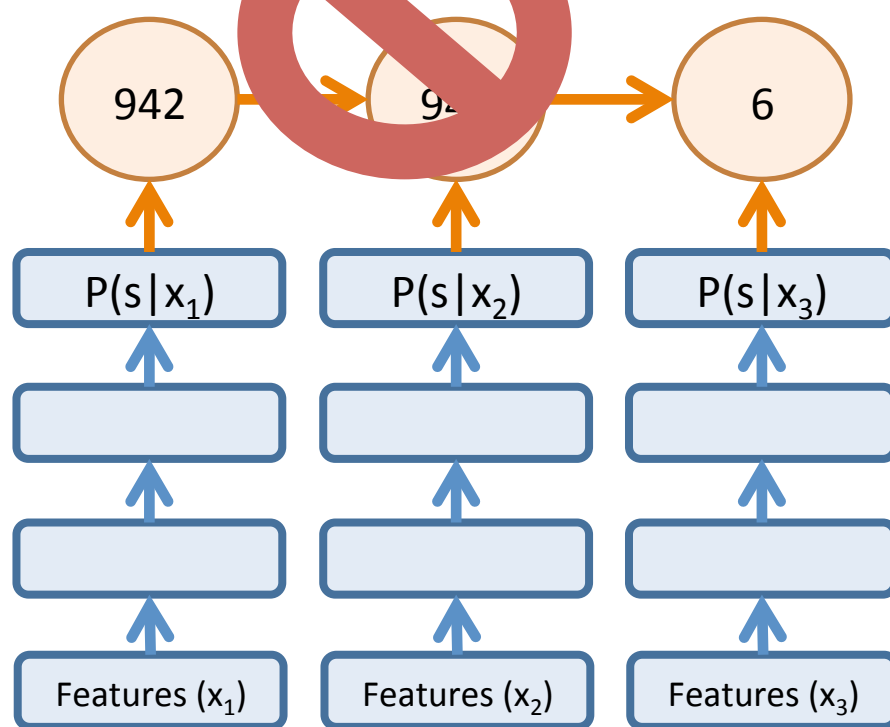 942
6
P(s|x₁)
P(s|x₂)
P(s|x₃)
Features (x₁)
Features (x₂)
Features (x₃)